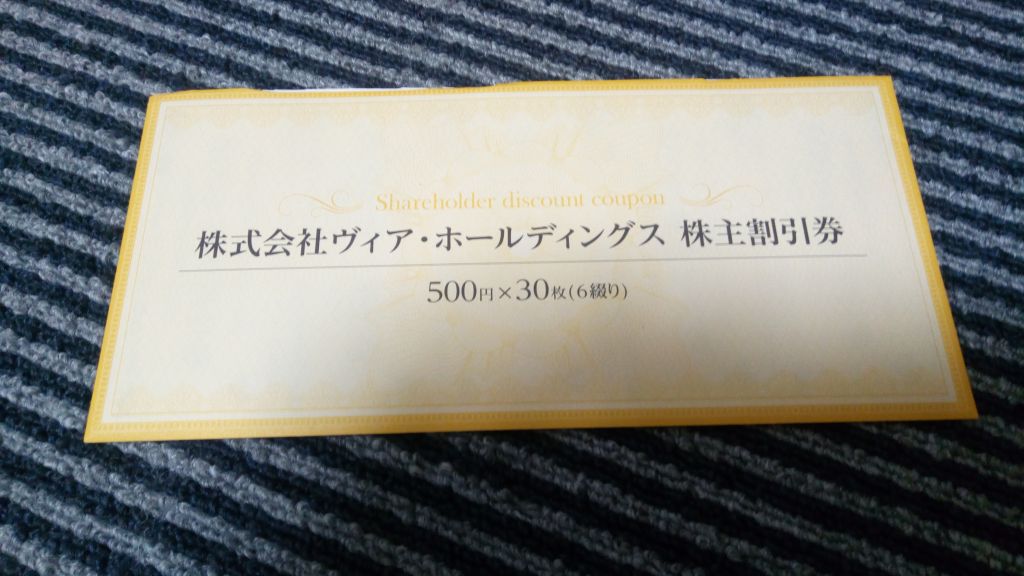 Shareholder discount coupon
株式会社ヴィア・ホールディングス 株主割引券
500円×30枚(6綴り)